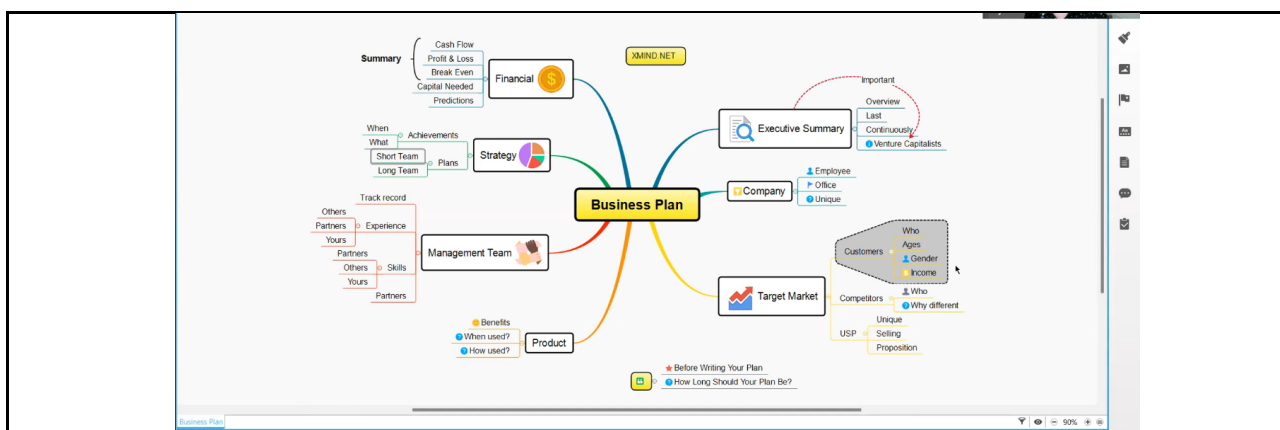 XMIND.NET
Business Plan
Summary
Cash Flow
Profit & Loss
Break Even
Capital Needed
Predictions
Financial
When
What
Achievements
Short Team
Long Team
Plans
Strategy
Track record
Others
Partners
Yours
Experience
Partners
Others
Yours
Skills
Partners
Management Team
Benefits
When used?
How used?
Product
Important
Executive Summary
Overview
Last
Continuously
Venture Capitalists
Company
Employee
Office
Unique
Target Market
Customers
Who
Ages
Gender
Income
Competitors
Who
Why different
USP
Unique
Selling
Proposition
Before Writing Your Plan
How Long Should Your Plan Be?
Business Plan
90%